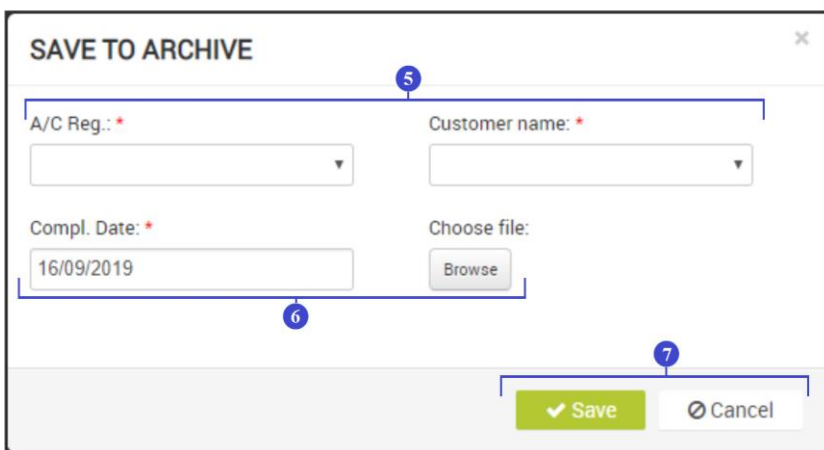 SAVE TO ARCHIVE ×
5
A/C Reg.: * Customer name: *
Compl. Date: * Choose file:
16/09/2019 Browse
6
7
Save Cancel